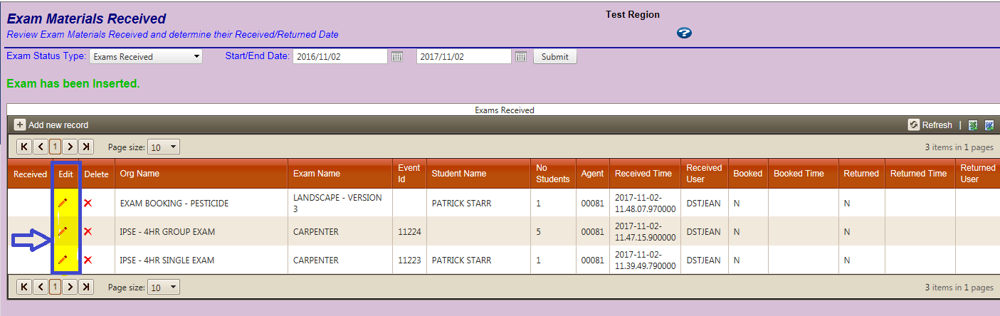 Exam Materials Received
Test Region
Review Exam Materials Received and determine their Received/Returned Date
?
Exam Status Type: Exams Received Start/End Date: 2016/11/02 2017/11/02 Submit
Exam has been Inserted.
Exams Received
+ Add new record Refresh |
1 Page size: 10 3 items in 1 pages
Received Edit Delete Org Name Exam Name Event Id Student Name No Students Agent Received Time Received User Booked Booked Time Returned Returned Time Returned User
EXAM BOOKING - PESTICIDE LANDSCAPE - VERSION 3 PATRICK STARR 1 00081 2017-11-02-11.48.07.970000 DSTJEAN N N
IPSE - 4HR GROUP EXAM CARPENTER 11224 5 00081 2017-11-02-11.47.15.900000 DSTJEAN N N
IPSE - 4HR SINGLE EXAM CARPENTER 11223 PATRICK STARR 1 00081 2017-11-02-11.39.49.790000 DSTJEAN N N
1 Page size: 10 3 items in 1 pages